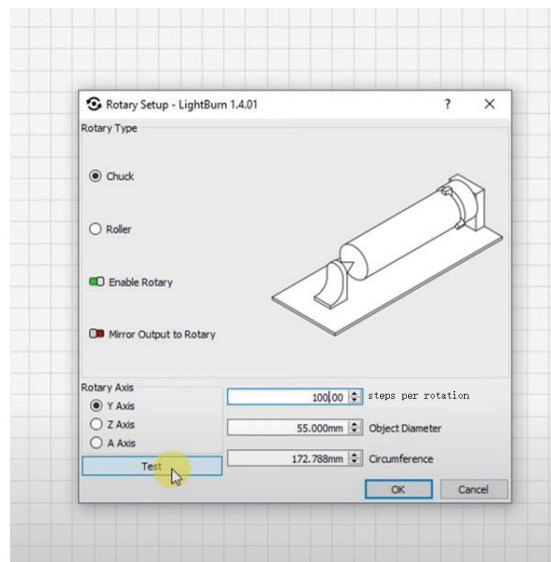 Rotary Setup - LightBurn 1.4.01 ? X
Rotary Type
Chuck
Roller
Enable Rotary
Mirror Output to Rotary
Rotary Axis
Y Axis
Z Axis
A Axis
Test
100.00 steps per rotation
55.000mm Object Diameter
172.788mm Circumference
OK Cancel